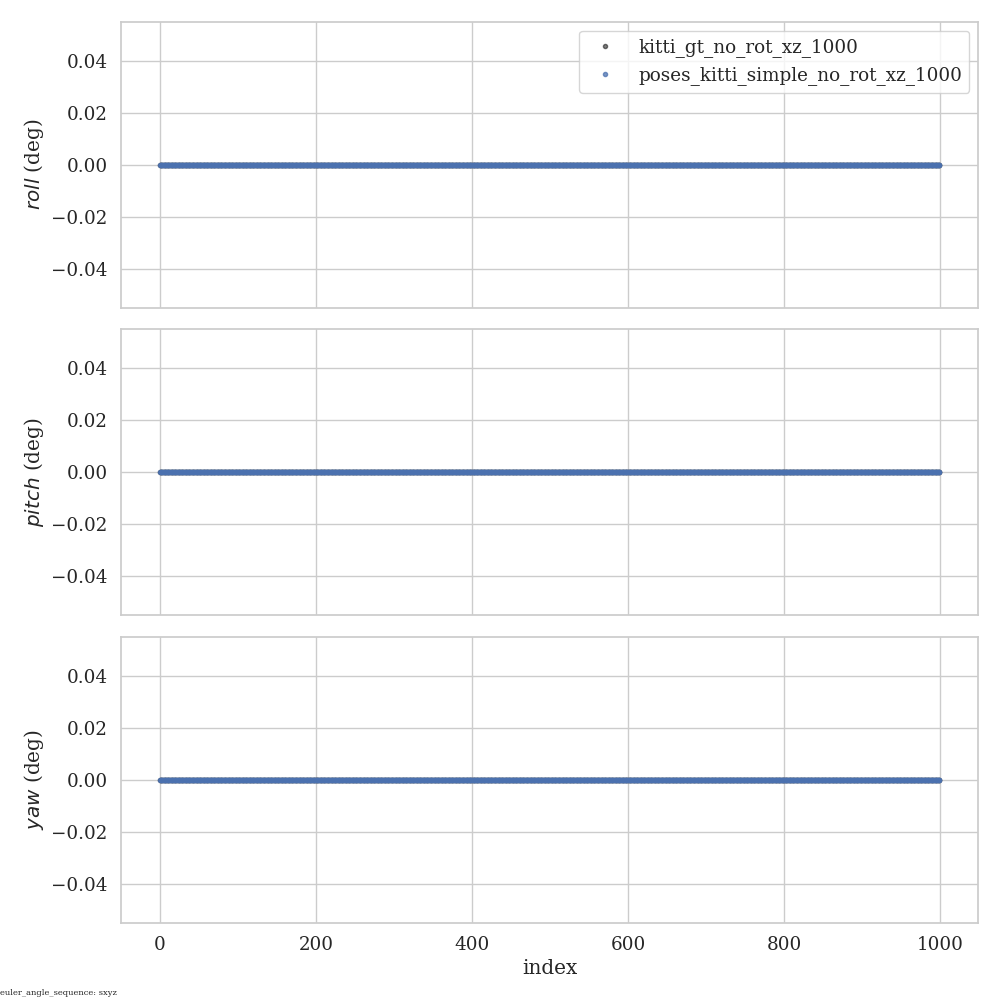 kitti_gt_no_rot_xz_1000
poses_kitti_simple_no_rot_xz_1000
roll (deg)
0.04
0.02
0.00
−0.02
−0.04
pitch (deg)
0.04
0.02
0.00
−0.02
−0.04
yaw (deg)
0.04
0.02
0.00
−0.02
−0.04
0 200 400 600 800 1000
index
euler_angle_sequence: sxyz